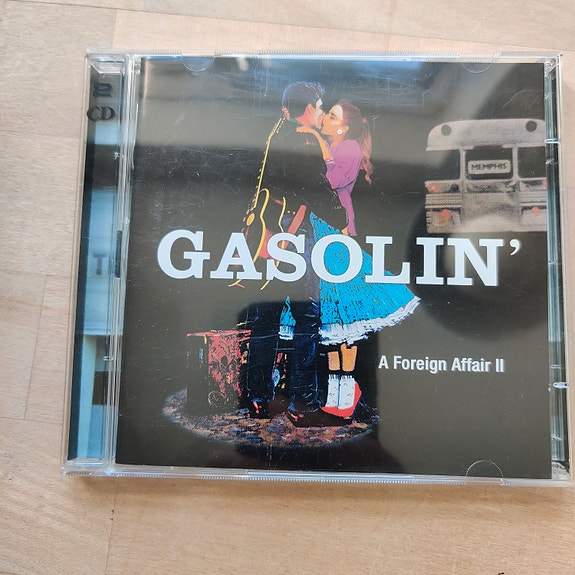 2
CD
MEMPHIS
GASOLIN’
A Foreign Affair II